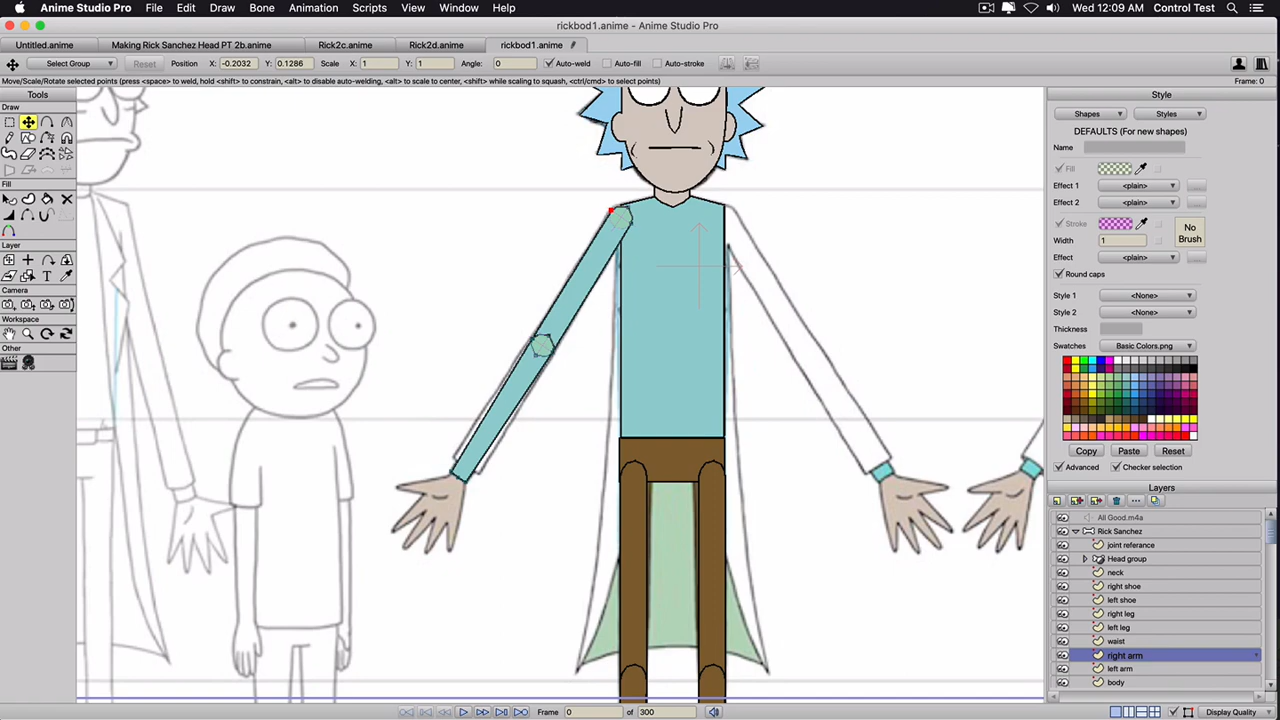 Anime Studio Pro File Edit Draw Bone Animation Scripts View Window Help Wed 12:09 AM Control Test
rickbod1.anime - Anime Studio Pro
Untitled.anime Making Rick Sanchez Head PT 2b.anime Rick2c.anime Rick2d.anime rickbod1.anime
Select Group Reset Position X: -0.2032 Y: 0.1286 Scale X: 1 Y: 1 Angle: 0 Auto-weld Auto-fill Auto-stroke
Move/Scale/Rotate selected points (press <space> to weld, hold <shift> to constrain, <alt> to disable auto-welding, <alt> to scale to center, <shift> while scaling to squash, <ctrl/cmd> to select points) Frame: 0
Tools
Draw
Fill
Layer
Camera
Workspace
Other
Style
Shapes Styles
DEFAULTS (For new shapes)
Name
Fill
Effect 1 <plain> ...
Effect 2 <plain> ...
Stroke
Width 1
No Brush
Effect <plain> ...
Round caps
Style 1 <None>
Style 2 <None>
Thickness
Swatches Basic Colors.png
Copy Paste Reset
Advanced Checker selection
Layers
All Good.m4a
Rick Sanchez
joint referance
Head group
neck
right shoe
left shoe
right leg
left leg
waist
right arm
left arm
body
Frame 0 of 300 Display Quality